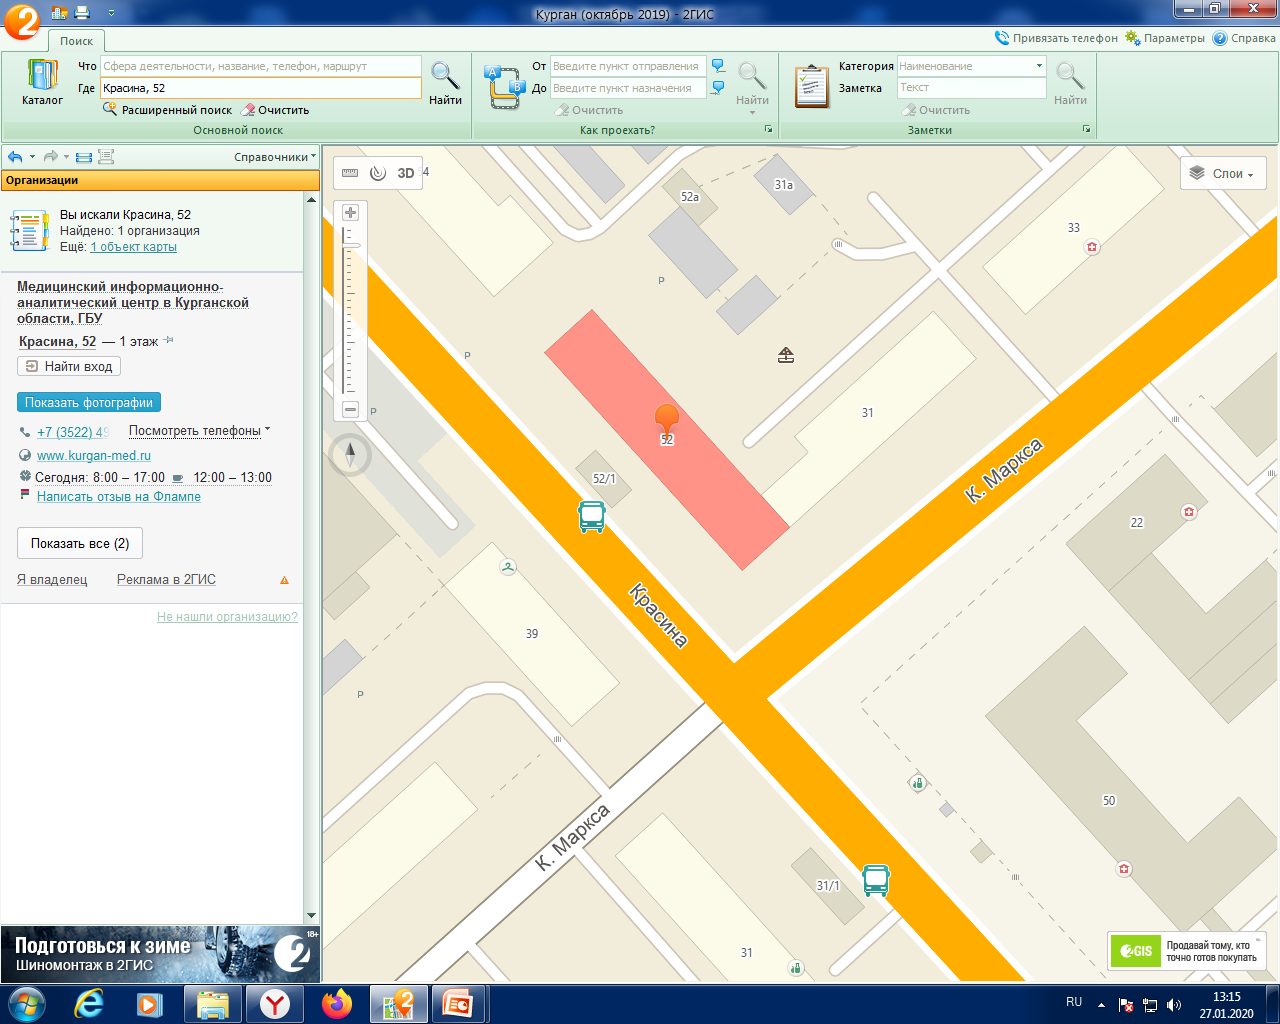 Курган (октябрь 2019) - 2ГИС
Поиск
Привязать телефон
Параметры
Справка
Каталог
Что
Сфера деятельности, название, телефон, маршрут
Где
Красина, 52
Расширенный поиск
Очистить
Найти
Основной поиск
От
Введите пункт отправления
До
Введите пункт назначения
Очистить
Найти
Как проехать?
Категория
Наименование
Заметка
Текст
Очистить
Найти
Заметки
Справочники
Организации
Вы искали Красина, 52
Найдено: 1 организация
Ещё: 1 объект карты
Медицинский информационно-
аналитический центр в Курганской
области, ГБУ
Красина, 52 — 1 этаж
Найти вход
Показать фотографии
+7 (3522) 49
Посмотреть телефоны
www.kurgan-med.ru
Сегодня: 8:00 – 17:00 12:00 – 13:00
Написать отзыв на Флампе
Показать все (2)
Я владелец
Реклама в 2ГИС
Не нашли организацию?
18+
Подготовься к зиме
Шиномонтаж в 2ГИС
2
3D
34
Слои
52а
31а
33
P
P
P
31
52
52/1
К. Маркса
22
Красина
39
P
50
К. Маркса
31/1
31
2GIS
Продавай тому, кто
точно готов покупать
RU
13:15
27.01.2020